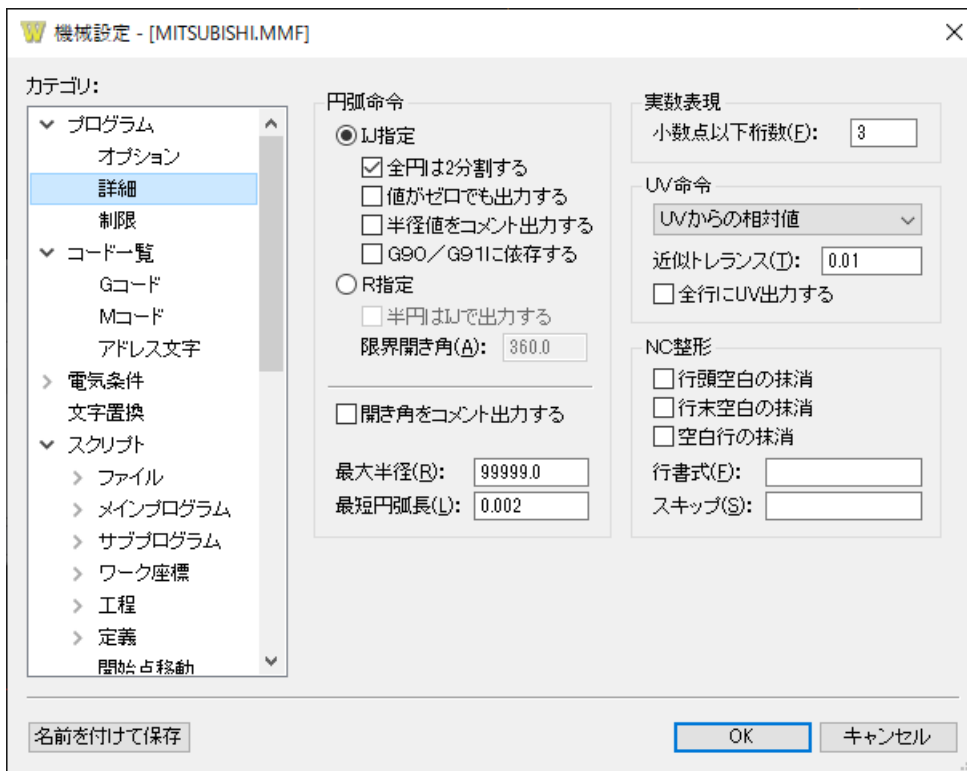 W 機械設定 - [MITSUBISHI.MMF]
カテゴリ:
プログラム
オプション
詳細
制限
コード一覧
Gコード
Mコード
アドレス文字
電気条件
文字置換
スクリプト
ファイル
メインプログラム
サブプログラム
ワーク座標
工程
定義
開始点移動
円弧命令
IJ指定
全円は2分割する
値がゼロでも出力する
半径値をコメント出力する
G90/G91に依存する
R指定
半円はIJで出力する
限界開き角(A): 360.0
開き角をコメント出力する
最大半径(R): 99999.0
最短円弧長(L): 0.002
実数表現
小数点以下桁数(F): 3
UV命令
UVからの相対値
近似トレランス(T): 0.01
全行にUV出力する
NC整形
行頭空白の抹消
行末空白の抹消
空白行の抹消
行書式(F):
スキップ(S):
名前を付けて保存
OK
キャンセル